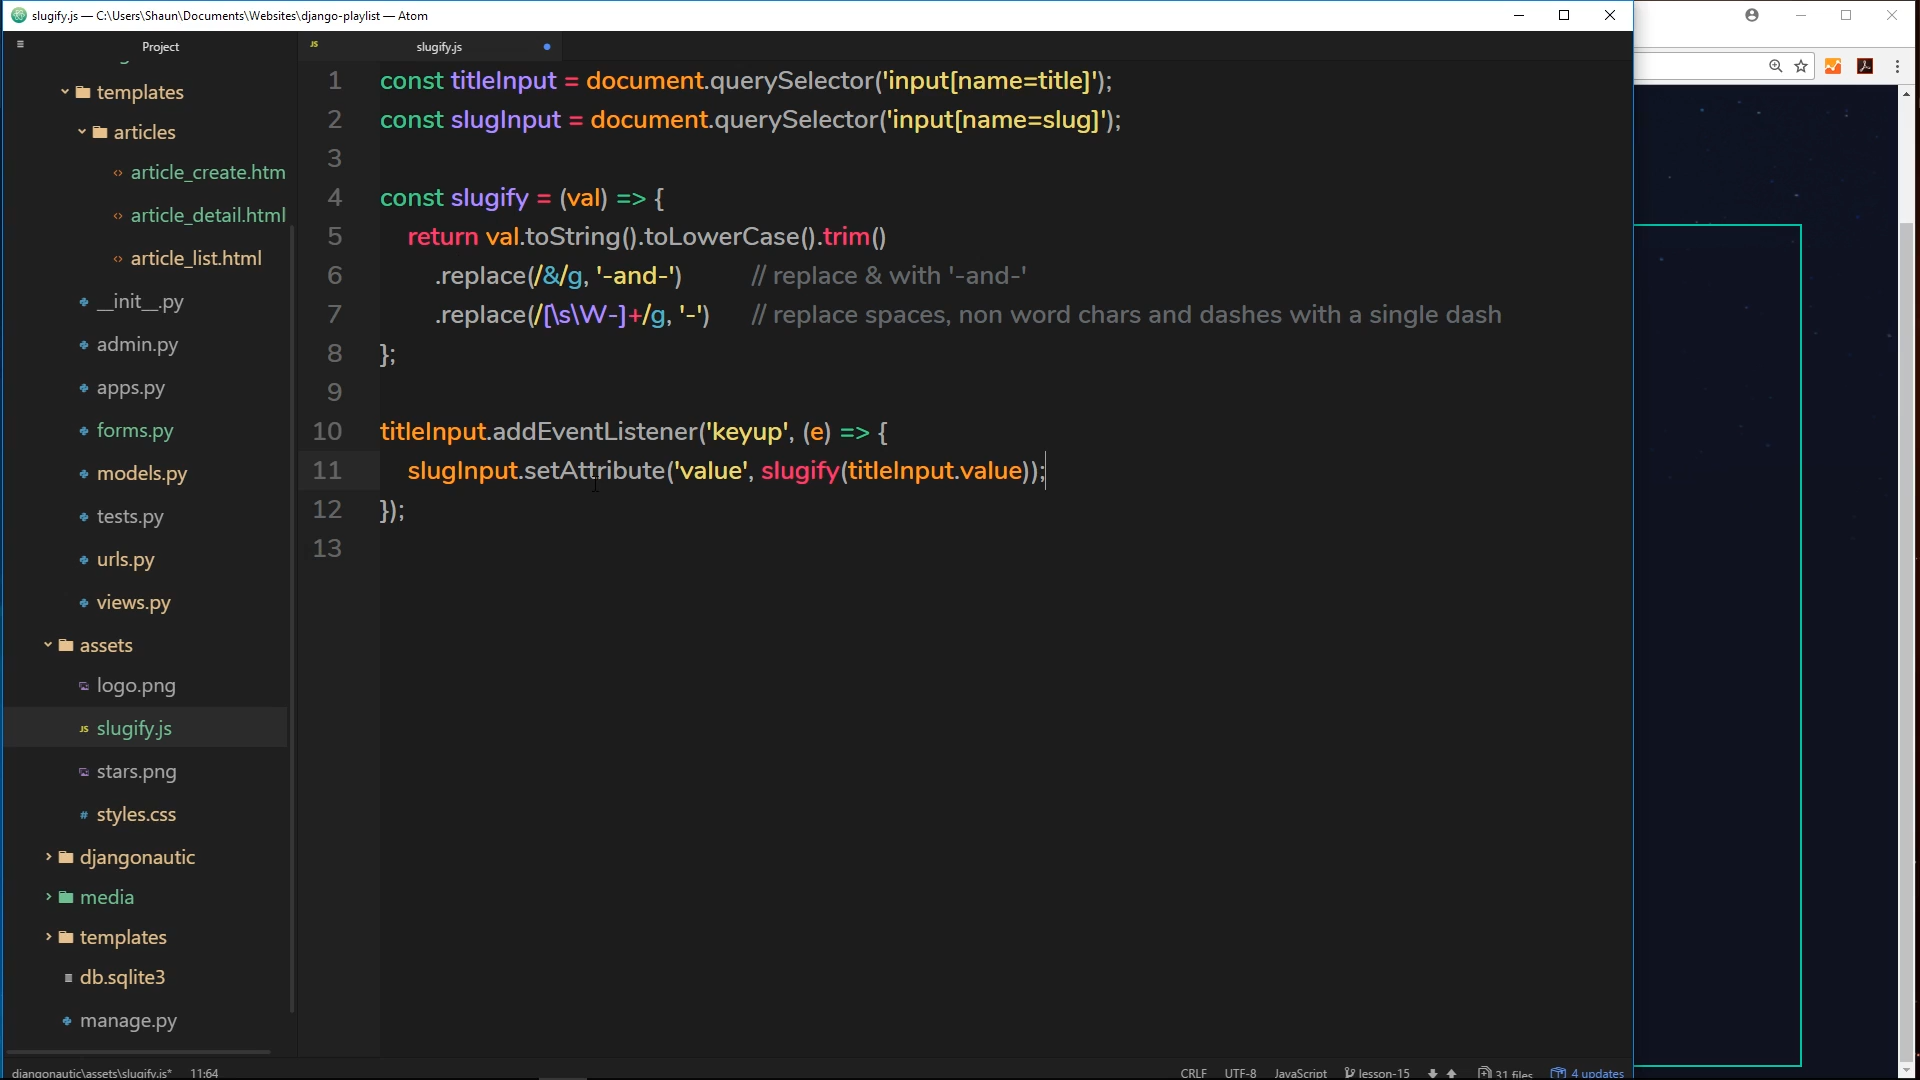 slugify.js — C:\Users\Shaun\Documents\Websites\django-playlist — Atom
Project
templates
articles
article_create.htm
article_detail.html
article_list.html
__init__.py
admin.py
apps.py
forms.py
models.py
tests.py
urls.py
views.py
assets
logo.png
JS slugify.js
stars.png
# styles.css
djangonautic
media
templates
db.sqlite3
manage.py
JS slugify.js
1 const titleInput = document.querySelector('input[name=title]');
2 const slugInput = document.querySelector('input[name=slug]');
3
4 const slugify = (val) => {
5 return val.toString().toLowerCase().trim()
6 .replace(/&/g, '-and-') // replace & with '-and-'
7 .replace(/[\s\W-]+/g, '-') // replace spaces, non word chars and dashes with a single dash
8 };
9
10 titleInput.addEventListener('keyup', (e) => {
11 slugInput.setAttribute('value', slugify(titleInput.value));
12 });
13
djangonautic\assets\slugify.js* 11:64 CRLF UTF-8 JavaScript lesson-15 31 files 4 updates